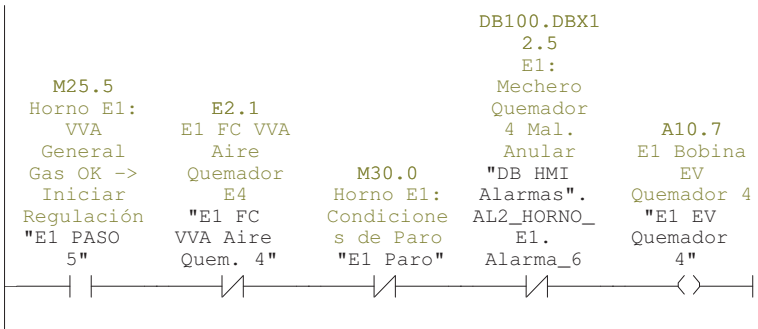 M25.5
Horno E1:
VVA
General
Gas OK ->
Iniciar
Regulación
"E1 PASO
5"
E2.1
E1 FC VVA
Aire
Quemador
E4
"E1 FC
VVA Aire
Quem. 4"
M30.0
Horno E1:
Condicione
s de Paro
"E1 Paro"
DB100.DBX1
2.5
E1:
Mechero
Quemador
4 Mal.
Anular
"DB HMI
Alarmas".
AL2_HORNO_
E1.
Alarma_6
A10.7
E1 Bobina
EV
Quemador 4
"E1 EV
Quemador
4"